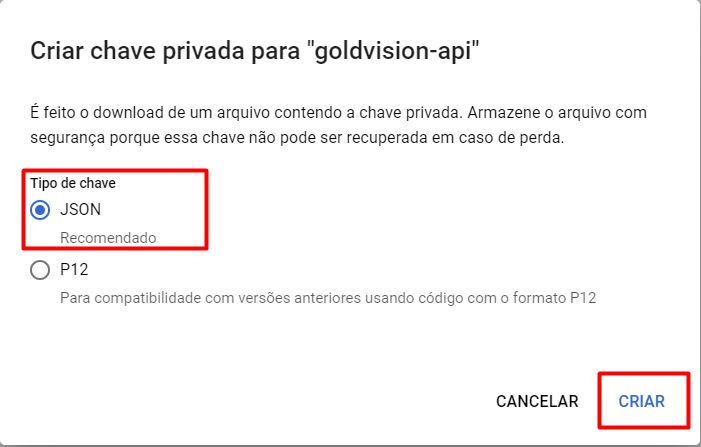 Criar chave privada para "goldvision-api"
É feito o download de um arquivo contendo a chave privada. Armazene o arquivo com
segurança porque essa chave não pode ser recuperada em caso de perda.
Tipo de chave
JSON
Recomendado
P12
Para compatibilidade com versões anteriores usando código com o formato P12
CANCELAR
CRIAR